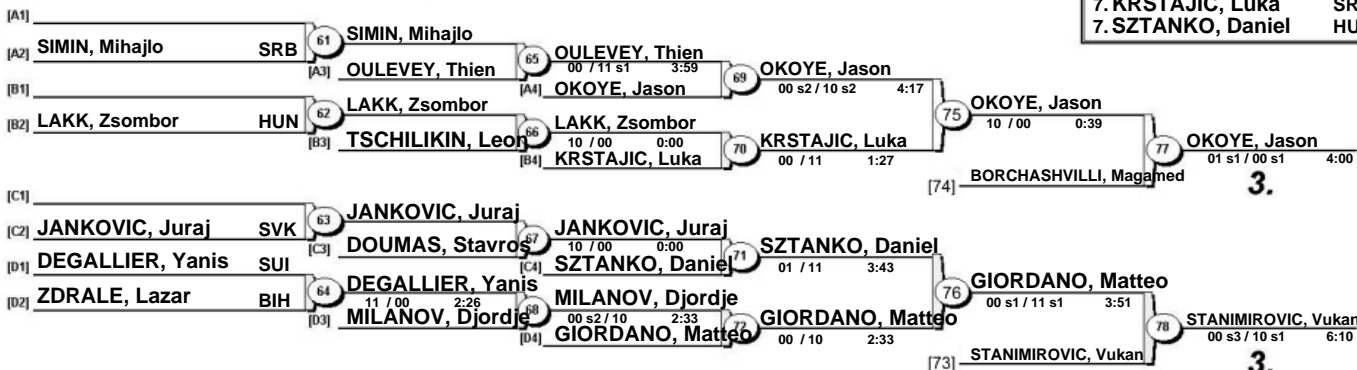 7. KRSTAJIC, Luka SR
7. SZTANKO, Daniel HU
[A1]
[A2] SIMIN, Mihajlo SRB
61 SIMIN, Mihajlo
[A3] OULEVEY, Thien
65 OULEVEY, Thien
00 / 11 s1 3:59
[A4] OKOYE, Jason
69 OKOYE, Jason
00 s2 / 10 s2 4:17
[B1]
[B2] LAKK, Zsombor HUN
62 LAKK, Zsombor
[B3] TSCHILIKIN, Leon
66 LAKK, Zsombor
10 / 00 0:00
[B4] KRSTAJIC, Luka
70 KRSTAJIC, Luka
00 / 11 1:27
75 OKOYE, Jason
10 / 00 0:39
[74] BORCHASHVILLI, Magamed
77 OKOYE, Jason
01 s1 / 00 s1 4:00
3.
[C1]
[C2] JANKOVIC, Juraj SVK
63 JANKOVIC, Juraj
[C3] DOUMAS, Stavros
67 JANKOVIC, Juraj
10 / 00 0:00
[C4] SZTANKO, Daniel
71 SZTANKO, Daniel
01 / 11 3:43
[D1] DEGALLIER, Yanis SUI
[D2] ZDRALE, Lazar BIH
64 DEGALLIER, Yanis
11 / 00 2:26
[D3] MILANOV, Djordje
68 MILANOV, Djordje
00 s2 / 10 2:33
[D4] GIORDANO, Matteo
72 GIORDANO, Matteo
00 / 10 2:33
76 GIORDANO, Matteo
00 s1 / 11 s1 3:51
[73] STANIMIROVIC, Vukan
78 STANIMIROVIC, Vukan
00 s3 / 10 s1 6:10
3.